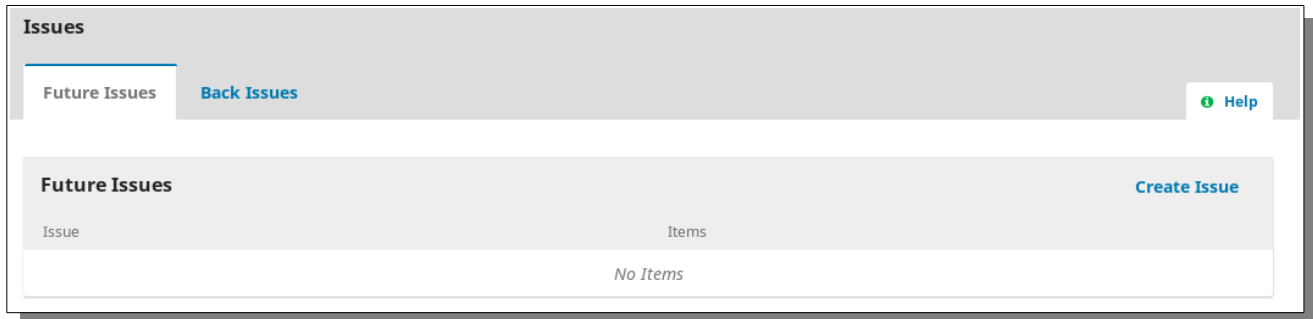 Issues
Future Issues Back Issues
Help
Future Issues Create Issue
Issue Items
No Items